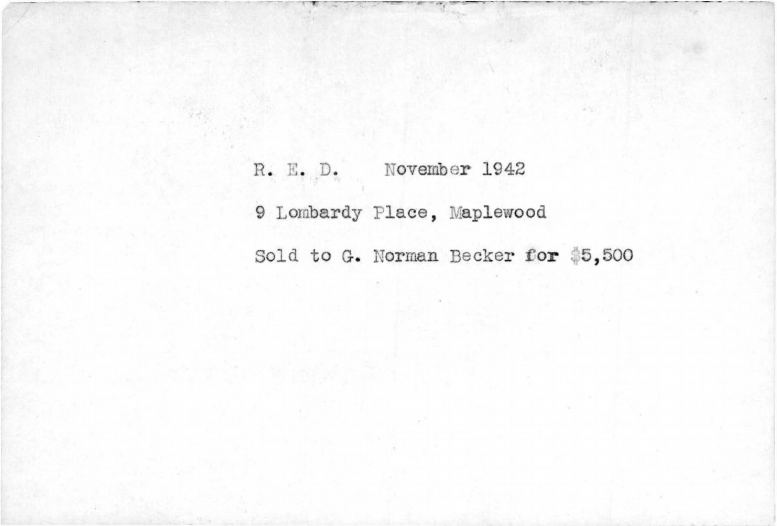 R. E. D. November 1942
9 Lombardy Place, Maplewood
Sold to G. Norman Becker for $5,500